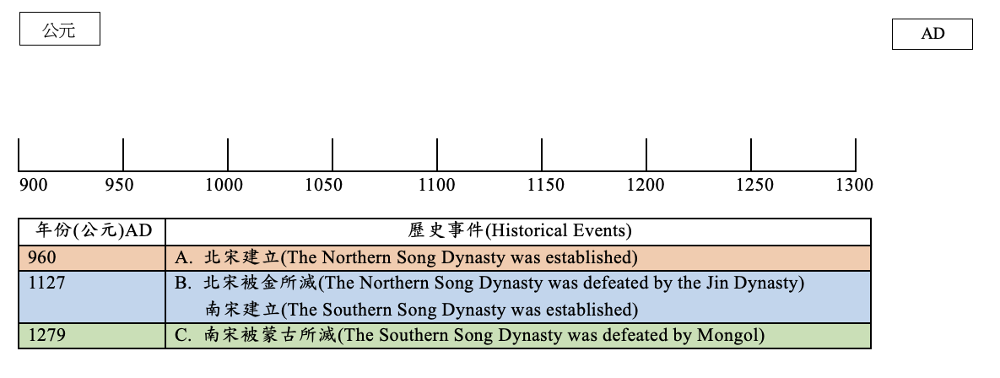 公元
AD
900 950 1000 1050 1100 1150 1200 1250 1300
年份(公元)AD 歷史事件(Historical Events)
960 A. 北宋建立(The Northern Song Dynasty was established)
1127 B. 北宋被金所滅(The Northern Song Dynasty was defeated by the Jin Dynasty)
南宋建立(The Southern Song Dynasty was established)
1279 C. 南宋被蒙古所滅(The Southern Song Dynasty was defeated by Mongol)